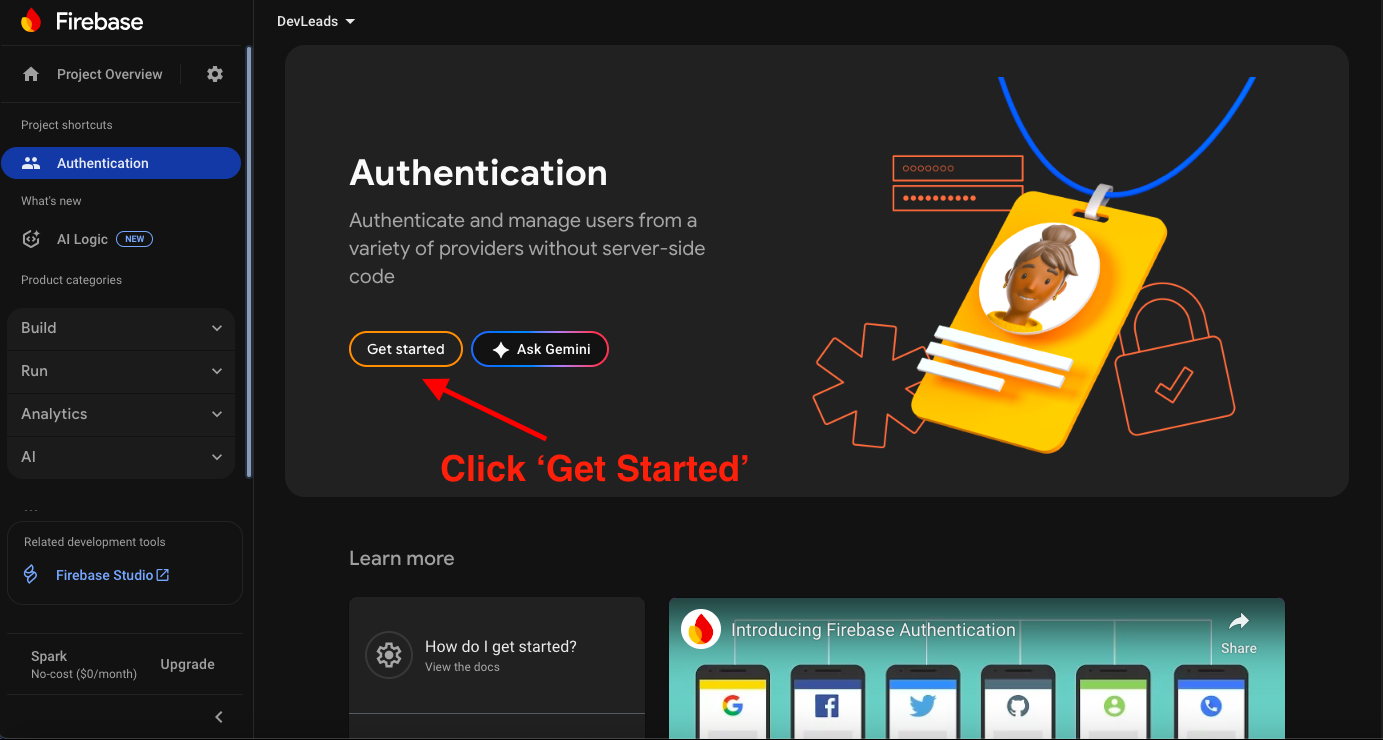 Firebase
DevLeads
Project Overview
Project shortcuts
Authentication
What's new
AI Logic NEW
Product categories
Build
Run
Analytics
AI
...
Related development tools
Firebase Studio
Spark
No-cost ($0/month)
Upgrade
Authentication
Authenticate and manage users from a
variety of providers without server-side
code
Get started
Ask Gemini
Click ‘Get Started’
Learn more
How do I get started?
View the docs
Introducing Firebase Authentication
Share